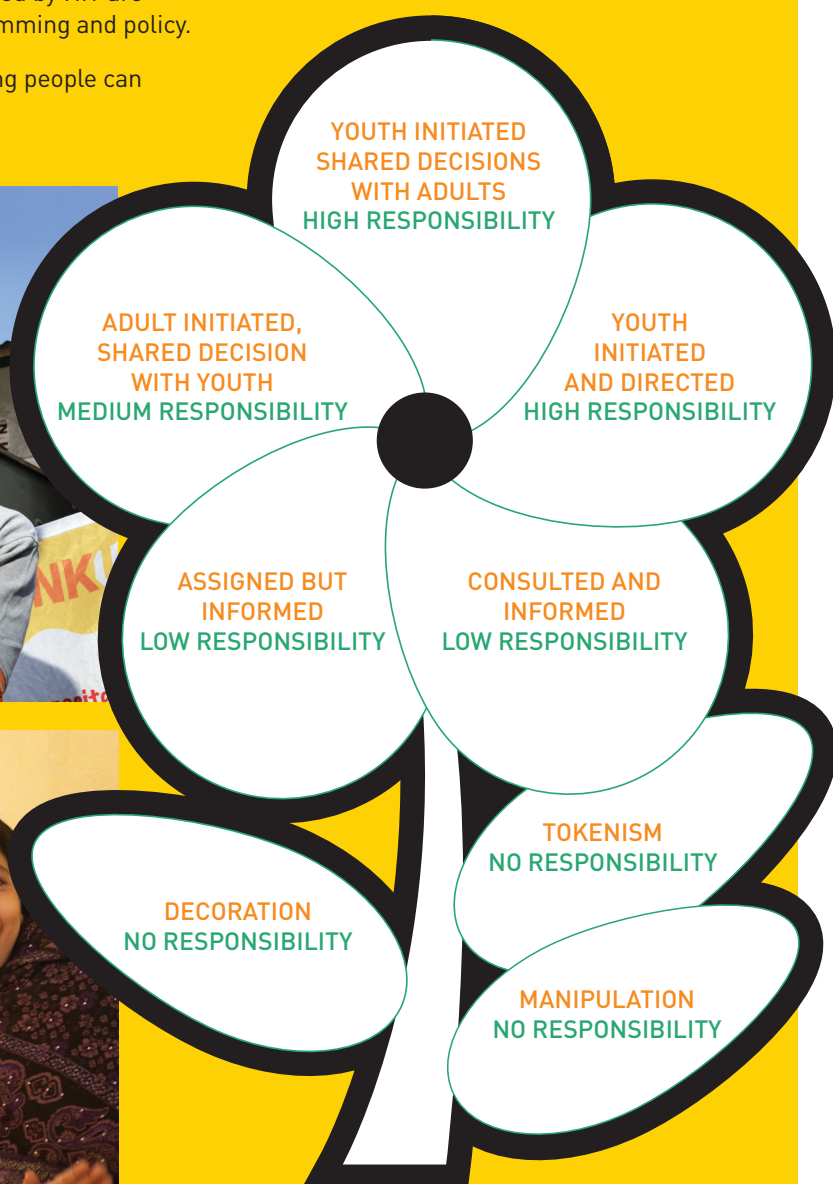 by
mming and policy.
people can
YOUTH INITIATED
SHARED DECISIONS
WITH ADULTS
HIGH RESPONSIBILITY
ADULT INITIATED,
SHARED DECISION
WITH YOUTH
MEDIUM RESPONSIBILITY
YOUTH
INITIATED
AND DIRECTED
HIGH RESPONSIBILITY
ASSIGNED BUT
INFORMED
LOW RESPONSIBILITY
CONSULTED AND
INFORMED
LOW RESPONSIBILITY
TOKENISM
NO RESPONSIBILITY
DECORATION
NO RESPONSIBILITY
MANIPULATION
NO RESPONSIBILITY